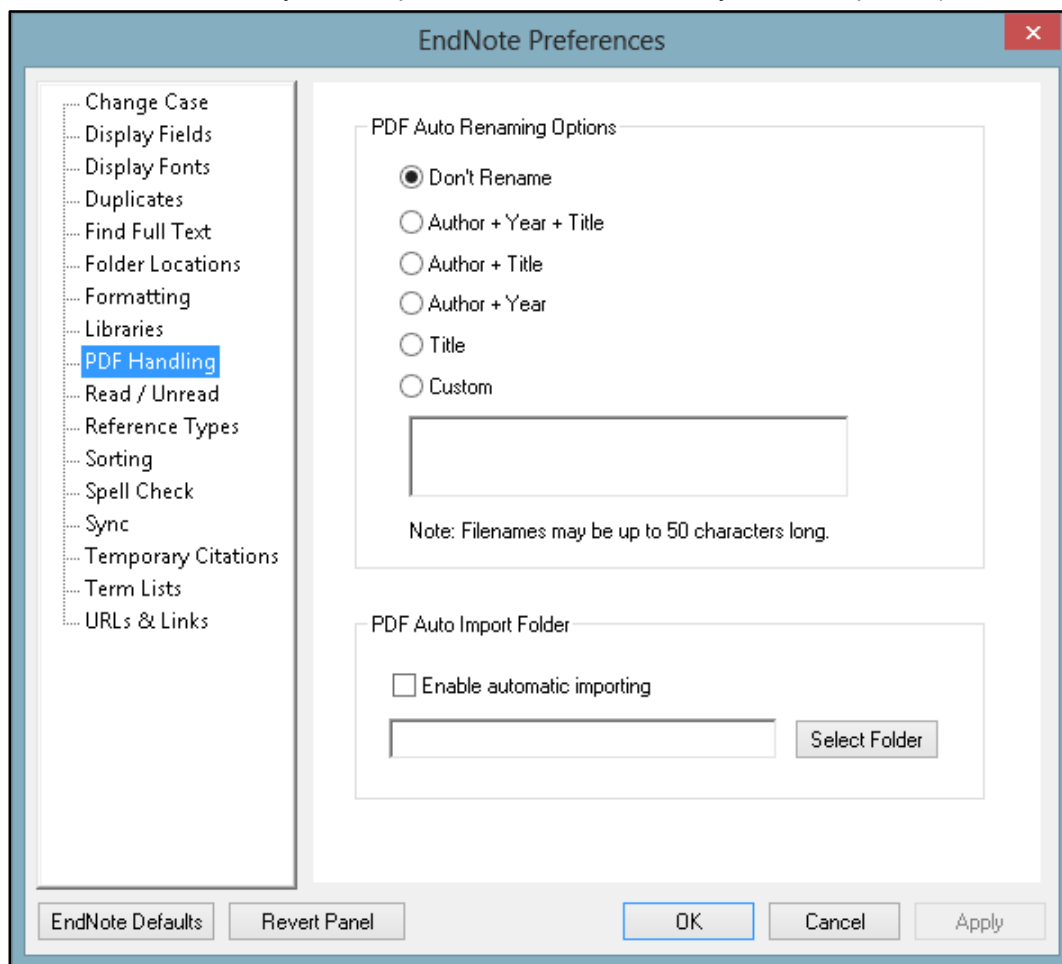 EndNote Preferences
Change Case
Display Fields
Display Fonts
Duplicates
Find Full Text
Folder Locations
Formatting
Libraries
PDF Handling
Read / Unread
Reference Types
Sorting
Spell Check
Sync
Temporary Citations
Term Lists
URLs & Links
PDF Auto Renaming Options
Don't Rename
Author + Year + Title
Author + Title
Author + Year
Title
Custom
Note: Filenames may be up to 50 characters long.
PDF Auto Import Folder
Enable automatic importing
Select Folder
EndNote Defaults
Revert Panel
OK
Cancel
Apply